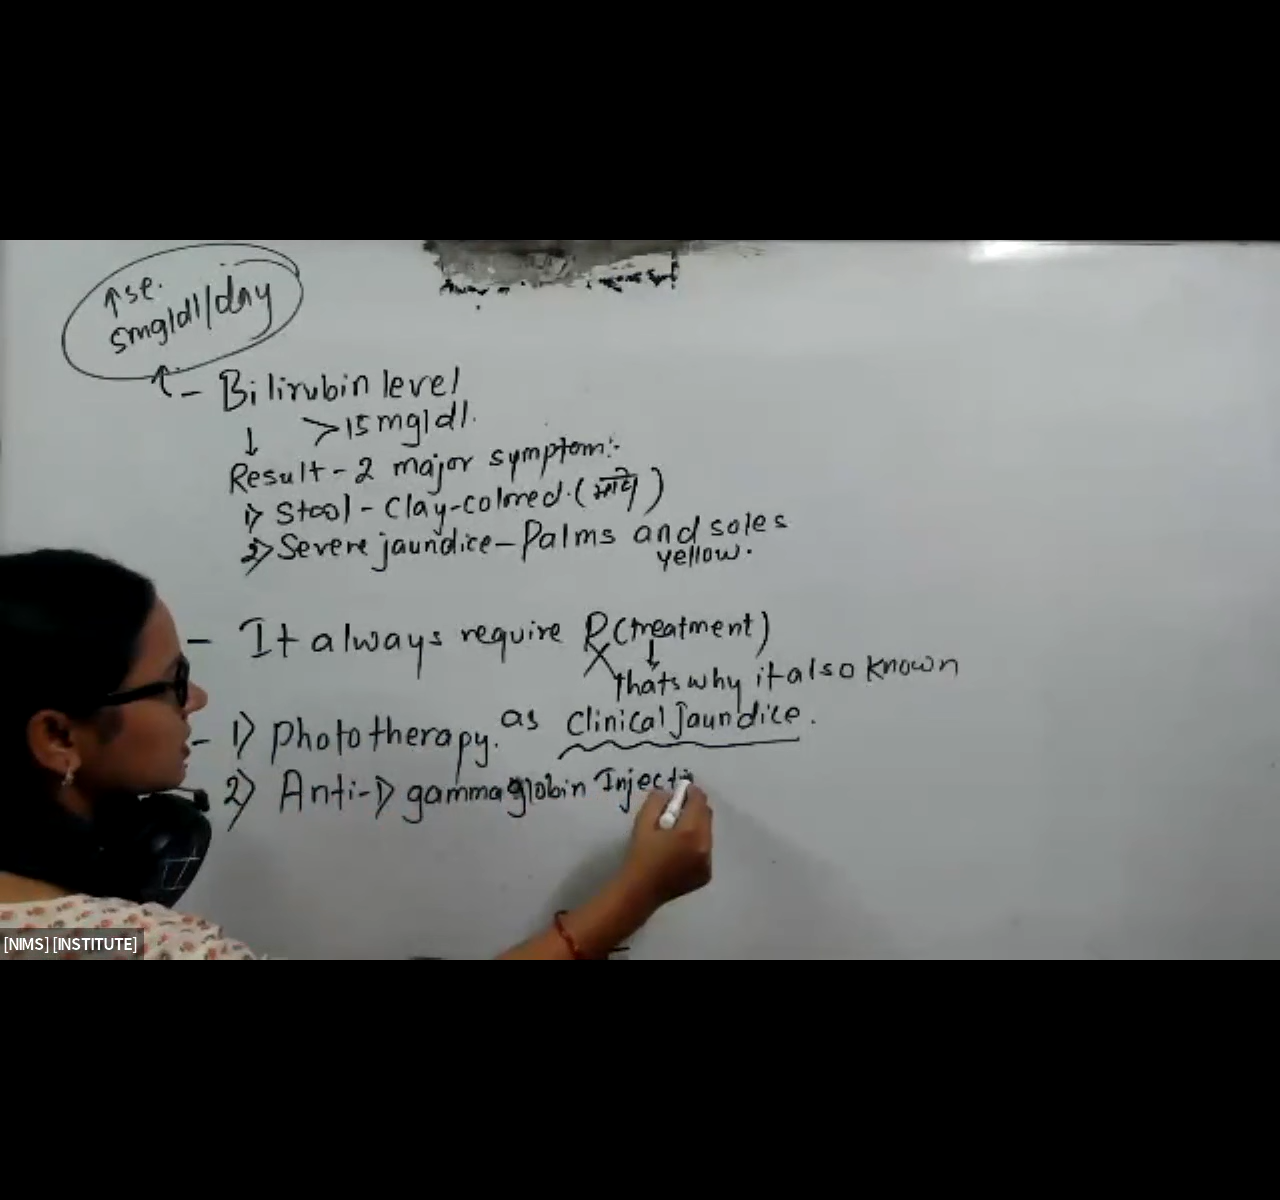 ↑se.
5mg/dl/day
↑ - Bilirubin level
↓ >15mg/dl.
Result - 2 major symptom:-
1) Stool - Clay-colored. ( )
2) Severe jaundice - Palms and soles
yellow.
- It always require Rx (treatment)
↓
thats why it also known
- 1) Phototherapy. as Clinical Jaundice.
2) Anti-D gammaglobin Injecti
[NIMS] [INSTITUTE]